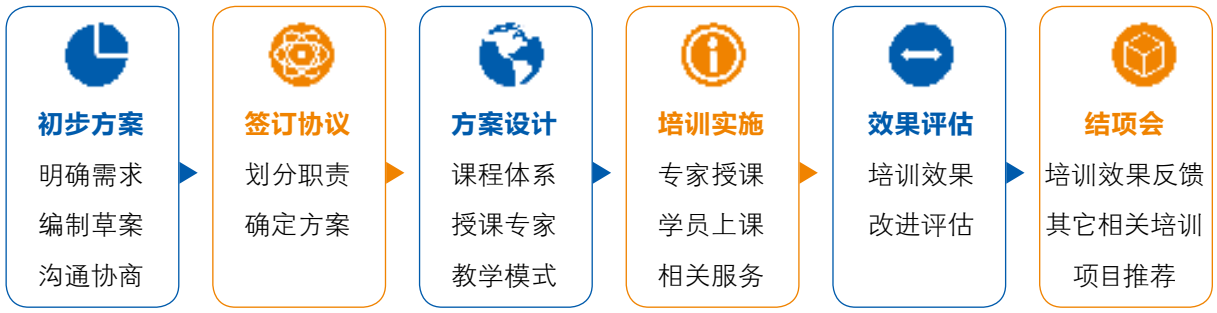 初步方案
明确需求
编制草案
沟通协商
签订协议
划分职责
确定方案
方案设计
课程体系
授课专家
教学模式
培训实施
专家授课
学员上课
相关服务
效果评估
培训效果
改进评估
结项会
培训效果反馈
其它相关培训
项目推荐